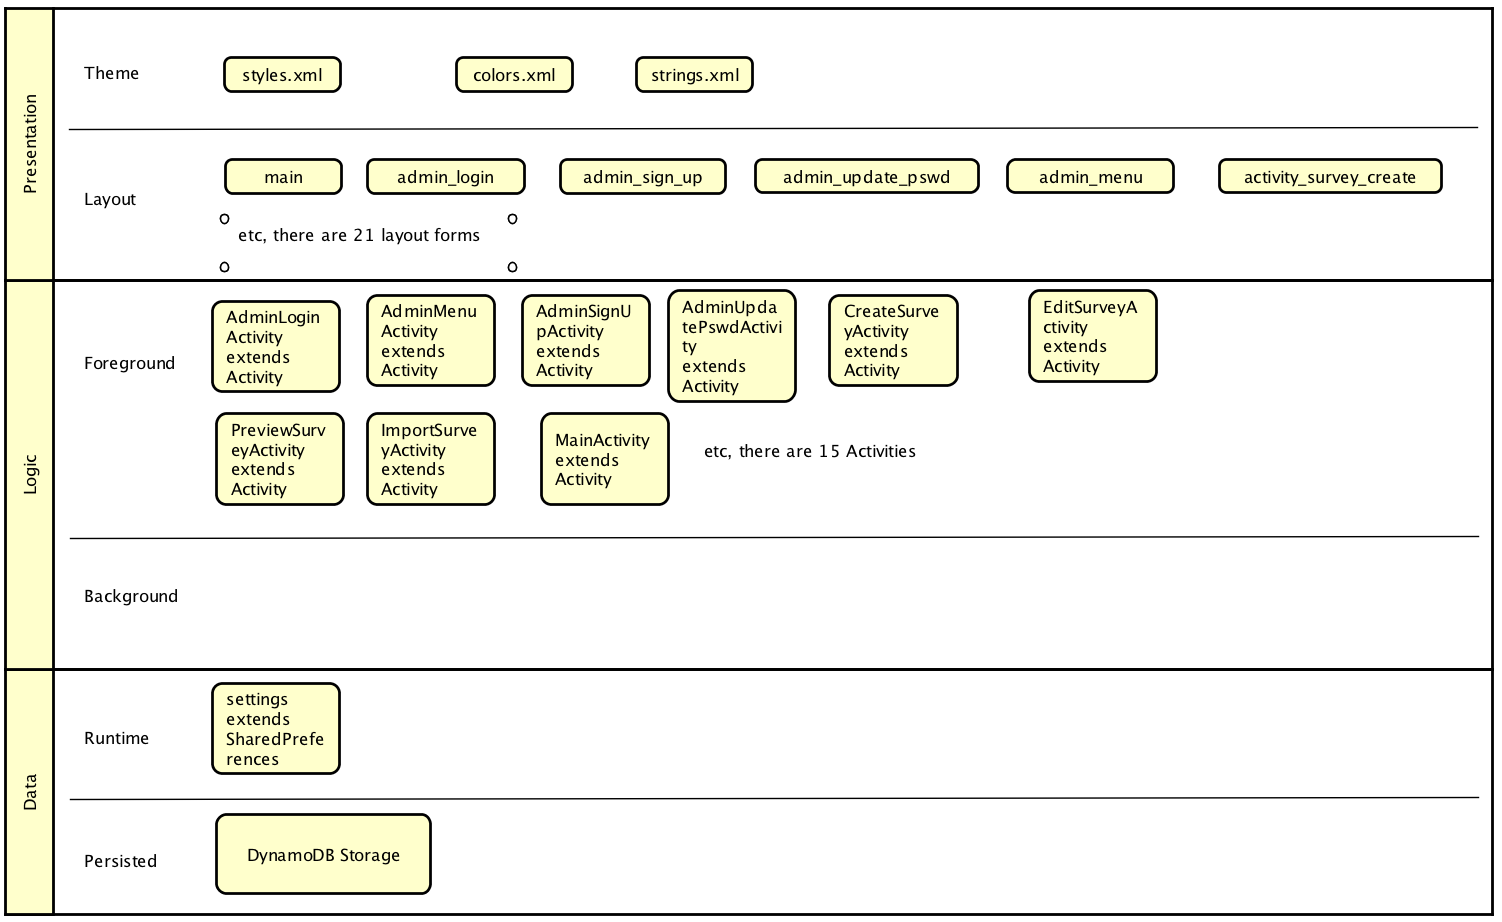 Presentation
Theme
styles.xml
colors.xml
strings.xml
Layout
main
admin_login
admin_sign_up
admin_update_pswd
admin_menu
activity_survey_create
etc, there are 21 layout forms
Logic
Foreground
AdminLogin
Activity
extends
Activity
AdminMenu
Activity
extends
Activity
AdminSignU
pActivity
extends
Activity
AdminUpda
tePswdActivi
ty
extends
Activity
CreateSurve
yActivity
extends
Activity
EditSurveyA
ctivity
extends
Activity
PreviewSurv
eyActivity
extends
Activity
ImportSurve
yActivity
extends
Activity
MainActivity
extends
Activity
etc, there are 15 Activities
Background
Data
Runtime
settings
extends
SharedPrefe
rences
Persisted
DynamoDB Storage